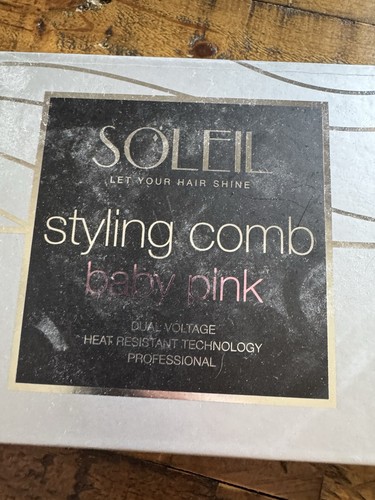 SOLEIL
LET YOUR HAIR SHINE
styling comb
baby pink
DUAL VOLTAGE
HEAT RESISTANT TECHNOLOGY
PROFESSIONAL